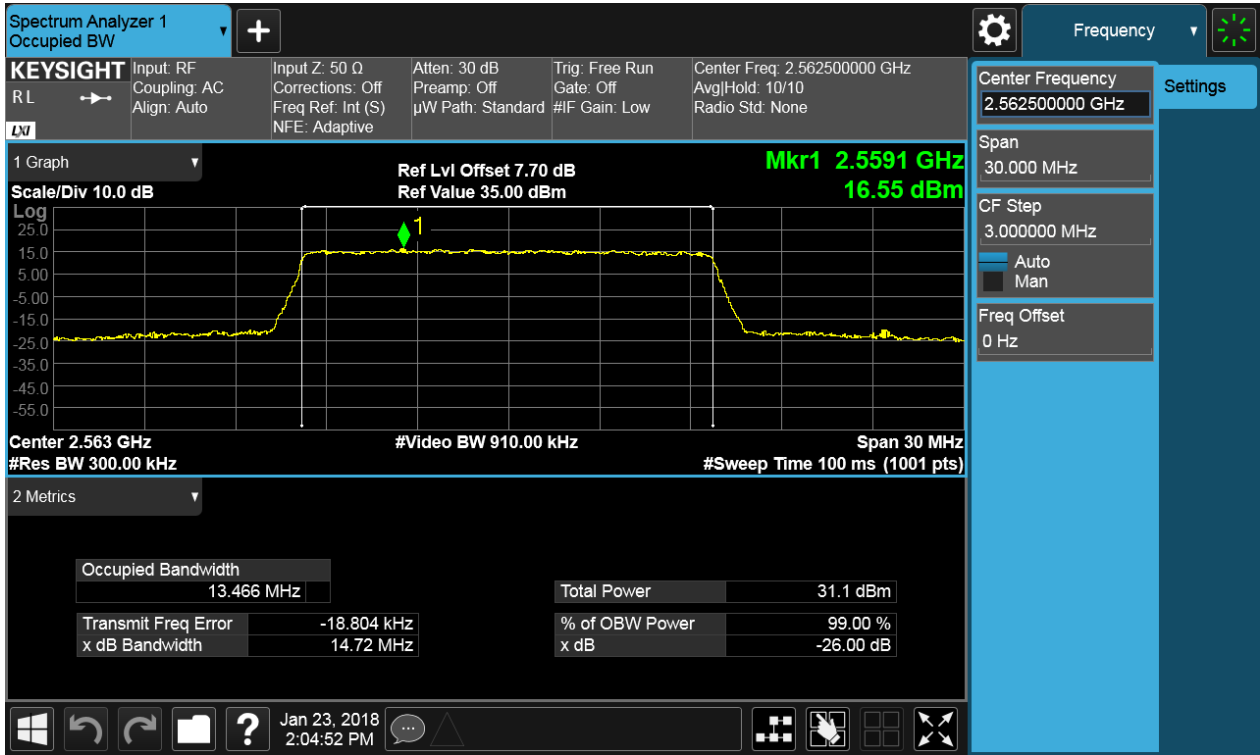 Spectrum Analyzer 1
Occupied BW
+
Frequency
KEYSIGHT
RL
LXI
Input: RF
Coupling: AC
Align: Auto
Input Z: 50 Ω
Corrections: Off
Freq Ref: Int (S)
NFE: Adaptive
Atten: 30 dB
Preamp: Off
µW Path: Standard
Trig: Free Run
Gate: Off
#IF Gain: Low
Center Freq: 2.562500000 GHz
Avg|Hold: 10/10
Radio Std: None
Center Frequency
2.562500000 GHz
Settings
Span
30.000 MHz
CF Step
3.000000 MHz
Auto
Man
Freq Offset
0 Hz
1 Graph
Scale/Div 10.0 dB
Ref Lvl Offset 7.70 dB
Ref Value 35.00 dBm
Mkr1 2.5591 GHz
16.55 dBm
Log
1
25.0
15.0
5.00
-5.00
-15.0
-25.0
-35.0
-45.0
-55.0
Center 2.563 GHz
#Video BW 910.00 kHz
Span 30 MHz
#Res BW 300.00 kHz
#Sweep Time 100 ms (1001 pts)
2 Metrics
Occupied Bandwidth
13.466 MHz
Total Power 31.1 dBm
Transmit Freq Error -18.804 kHz
% of OBW Power 99.00 %
x dB Bandwidth 14.72 MHz
x dB -26.00 dB
?
Jan 23, 2018
2:04:52 PM